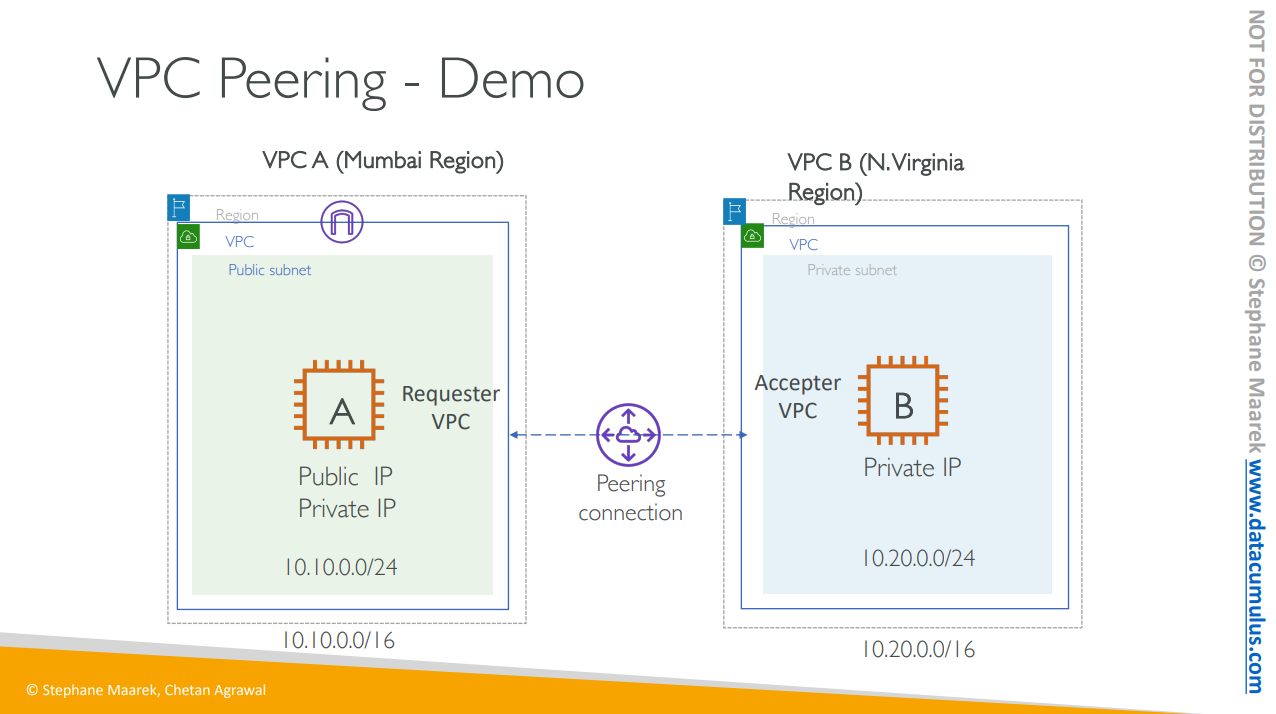 VPC Peering - Demo
VPC A (Mumbai Region)
VPC B (N.Virginia
Region)
Region
VPC
Public subnet
A
Requester
VPC
Public IP
Private IP
10.10.0.0/24
10.10.0.0/16
Peering
connection
Region
VPC
Private subnet
Accepter
VPC
B
Private IP
10.20.0.0/24
10.20.0.0/16
© Stephane Maarek, Chetan Agrawal
NOT FOR DISTRIBUTION © Stephane Maarek www.datacumulus.com